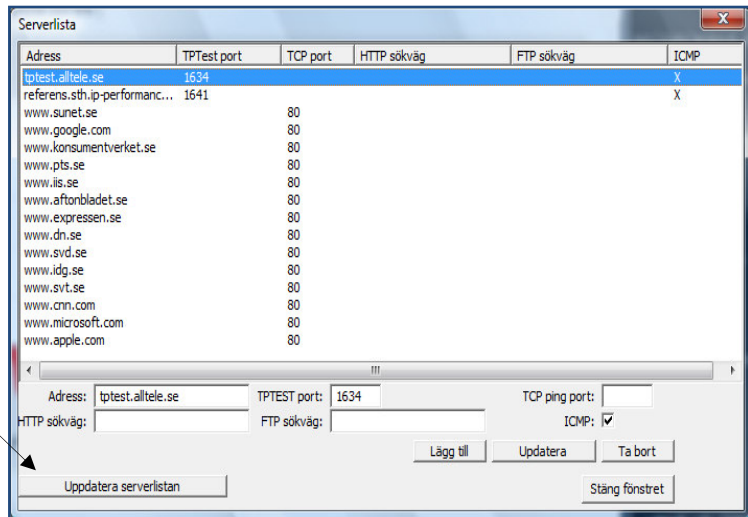 Serverlista
Adress TPTest port TCP port HTTP sökväg FTP sökväg ICMP
tptest.alltele.se 1634 X
referens.sth.ip-performanc... 1641 X
www.sunet.se 80
www.google.com 80
www.konsumentverket.se 80
www.pts.se 80
www.iis.se 80
www.aftonbladet.se 80
www.expressen.se 80
www.dn.se 80
www.svd.se 80
www.idg.se 80
www.svt.se 80
www.cnn.com 80
www.microsoft.com 80
www.apple.com 80
Adress: tptest.alltele.se TPTEST port: 1634 TCP ping port:
HTTP sökväg: FTP sökväg: ICMP:
Lägg till Updatera Ta bort
Uppdatera serverlistan Stäng fönstret